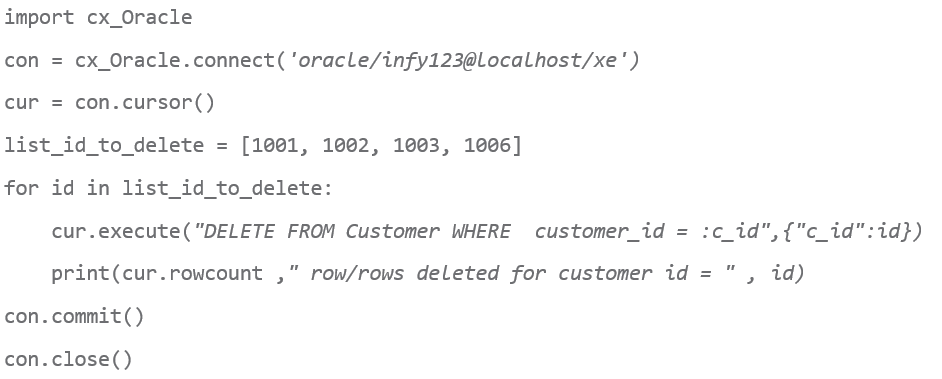 import cx_Oracle
con = cx_Oracle.connect('oracle/infy123@localhost/xe')
cur = con.cursor()
list_id_to_delete = [1001, 1002, 1003, 1006]
for id in list_id_to_delete:
    cur.execute("DELETE FROM Customer WHERE  customer_id = :c_id",{"c_id":id})
    print(cur.rowcount ," row/rows deleted for customer id = " , id)
con.commit()
con.close()